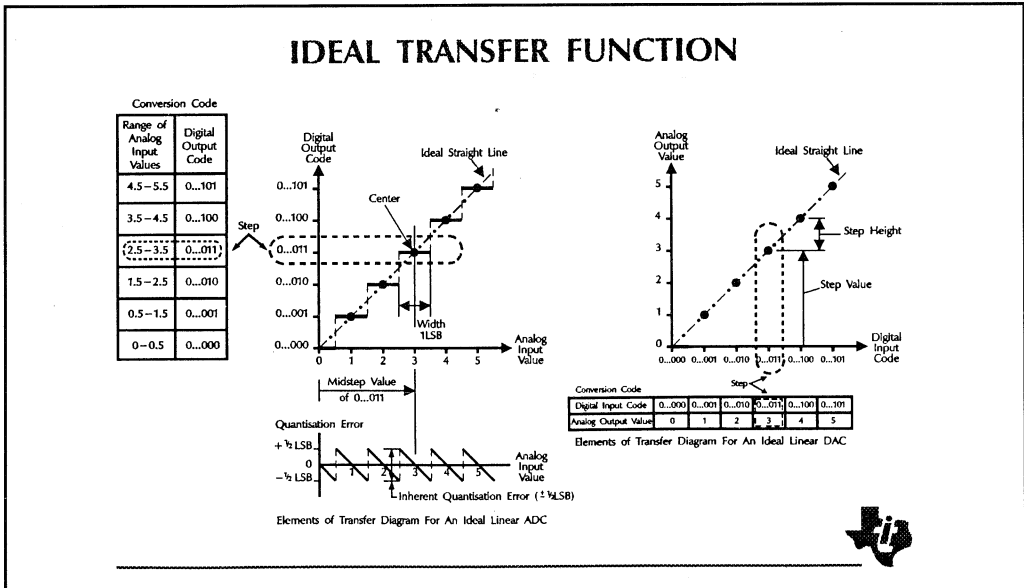 IDEAL TRANSFER FUNCTION
Conversion Code
Range of Analog Input Values
Digital Output Code
4.5–5.5 0...101
3.5–4.5 0...100
2.5–3.5 0...011
1.5–2.5 0...010
0.5–1.5 0...001
0–0.5 0...000
Step
Digital
Output
Code
0...101
0...100
0...011
0...010
0...001
0...000
0 1 2 3 4 5
Ideal Straight Line
Center
Width
1LSB
Analog
Input
Value
Midstep Value
of 0...011
Quantisation Error
+ ½ LSB
0
– ½ LSB
1 2 3 4 5
Analog
Input
Value
Inherent Quantisation Error (± ½LSB)
Elements of Transfer Diagram For An Ideal Linear ADC
Analog
Output
Value
5
4
3
2
1
0
Ideal Straight Line
Step Height
Step Value
0...000 0...001 0...010 0...011 0...100 0...101
Digital
Input
Code
Step
Conversion Code
Digital Input Code 0...000 0...001 0...010 0...011 0...100 0...101
Analog Output Value 0 1 2 3 4 5
Elements of Transfer Diagram For An Ideal Linear DAC